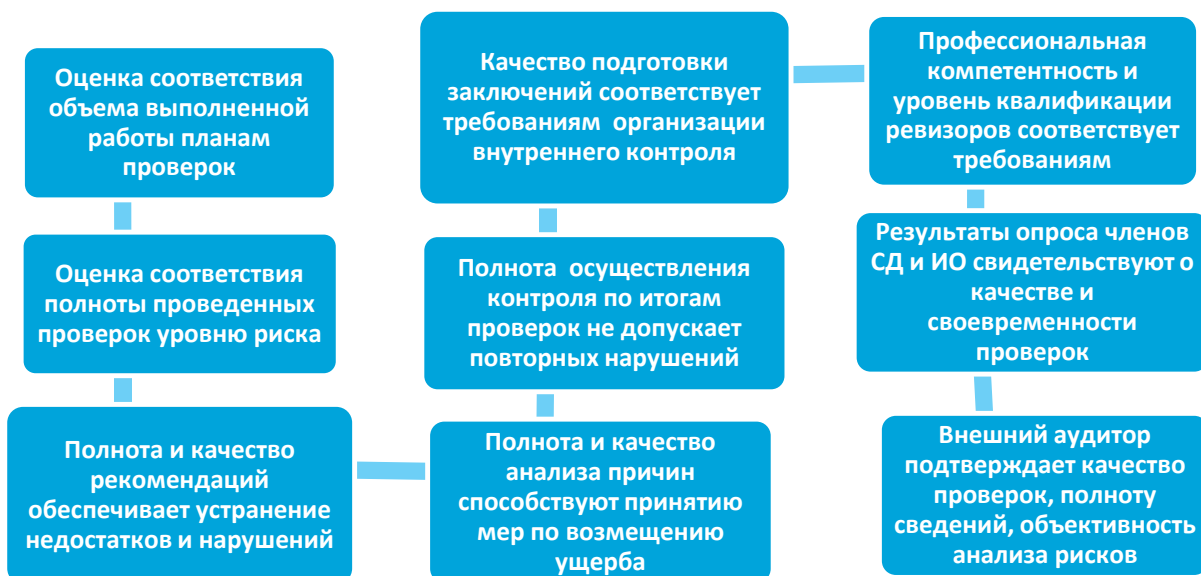 Оценка соответствия
объема выполненной
работы планам
проверок
Оценка соответствия
полноты проведенных
проверок уровню риска
Полнота и качество
рекомендаций
обеспечивает устранение
недостатков и нарушений
Полнота и качество
анализа причин
способствуют принятию
мер по возмещению
ущерба
Полнота осуществления
контроля по итогам
проверок не допускает
повторных нарушений
Качество подготовки
заключений соответствует
требованиям организации
внутреннего контроля
Профессиональная
компетентность и
уровень квалификации
ревизоров соответствует
требованиям
Результаты опроса членов
СД и ИО свидетельствуют о
качестве и
своевременности
проверок
Внешний аудитор
подтверждает качество
проверок, полноту
сведений, объективность
анализа рисков